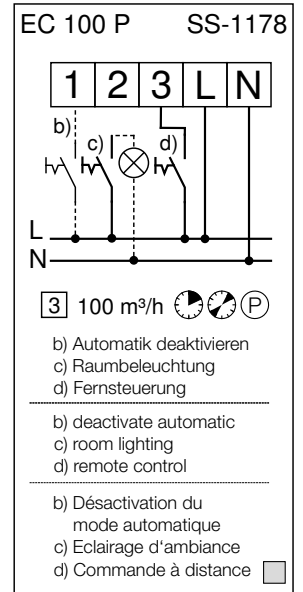 EC 100 P SS-1178
1 2 3 L N
b) c) d)
L
N
3 100 m³/h P
b) Automatik deaktivieren
c) Raumbeleuchtung
d) Fernsteuerung
b) deactivate automatic
c) room lighting
d) remote control
b) Désactivation du
mode automatique
c) Eclairage d'ambiance
d) Commande à distance